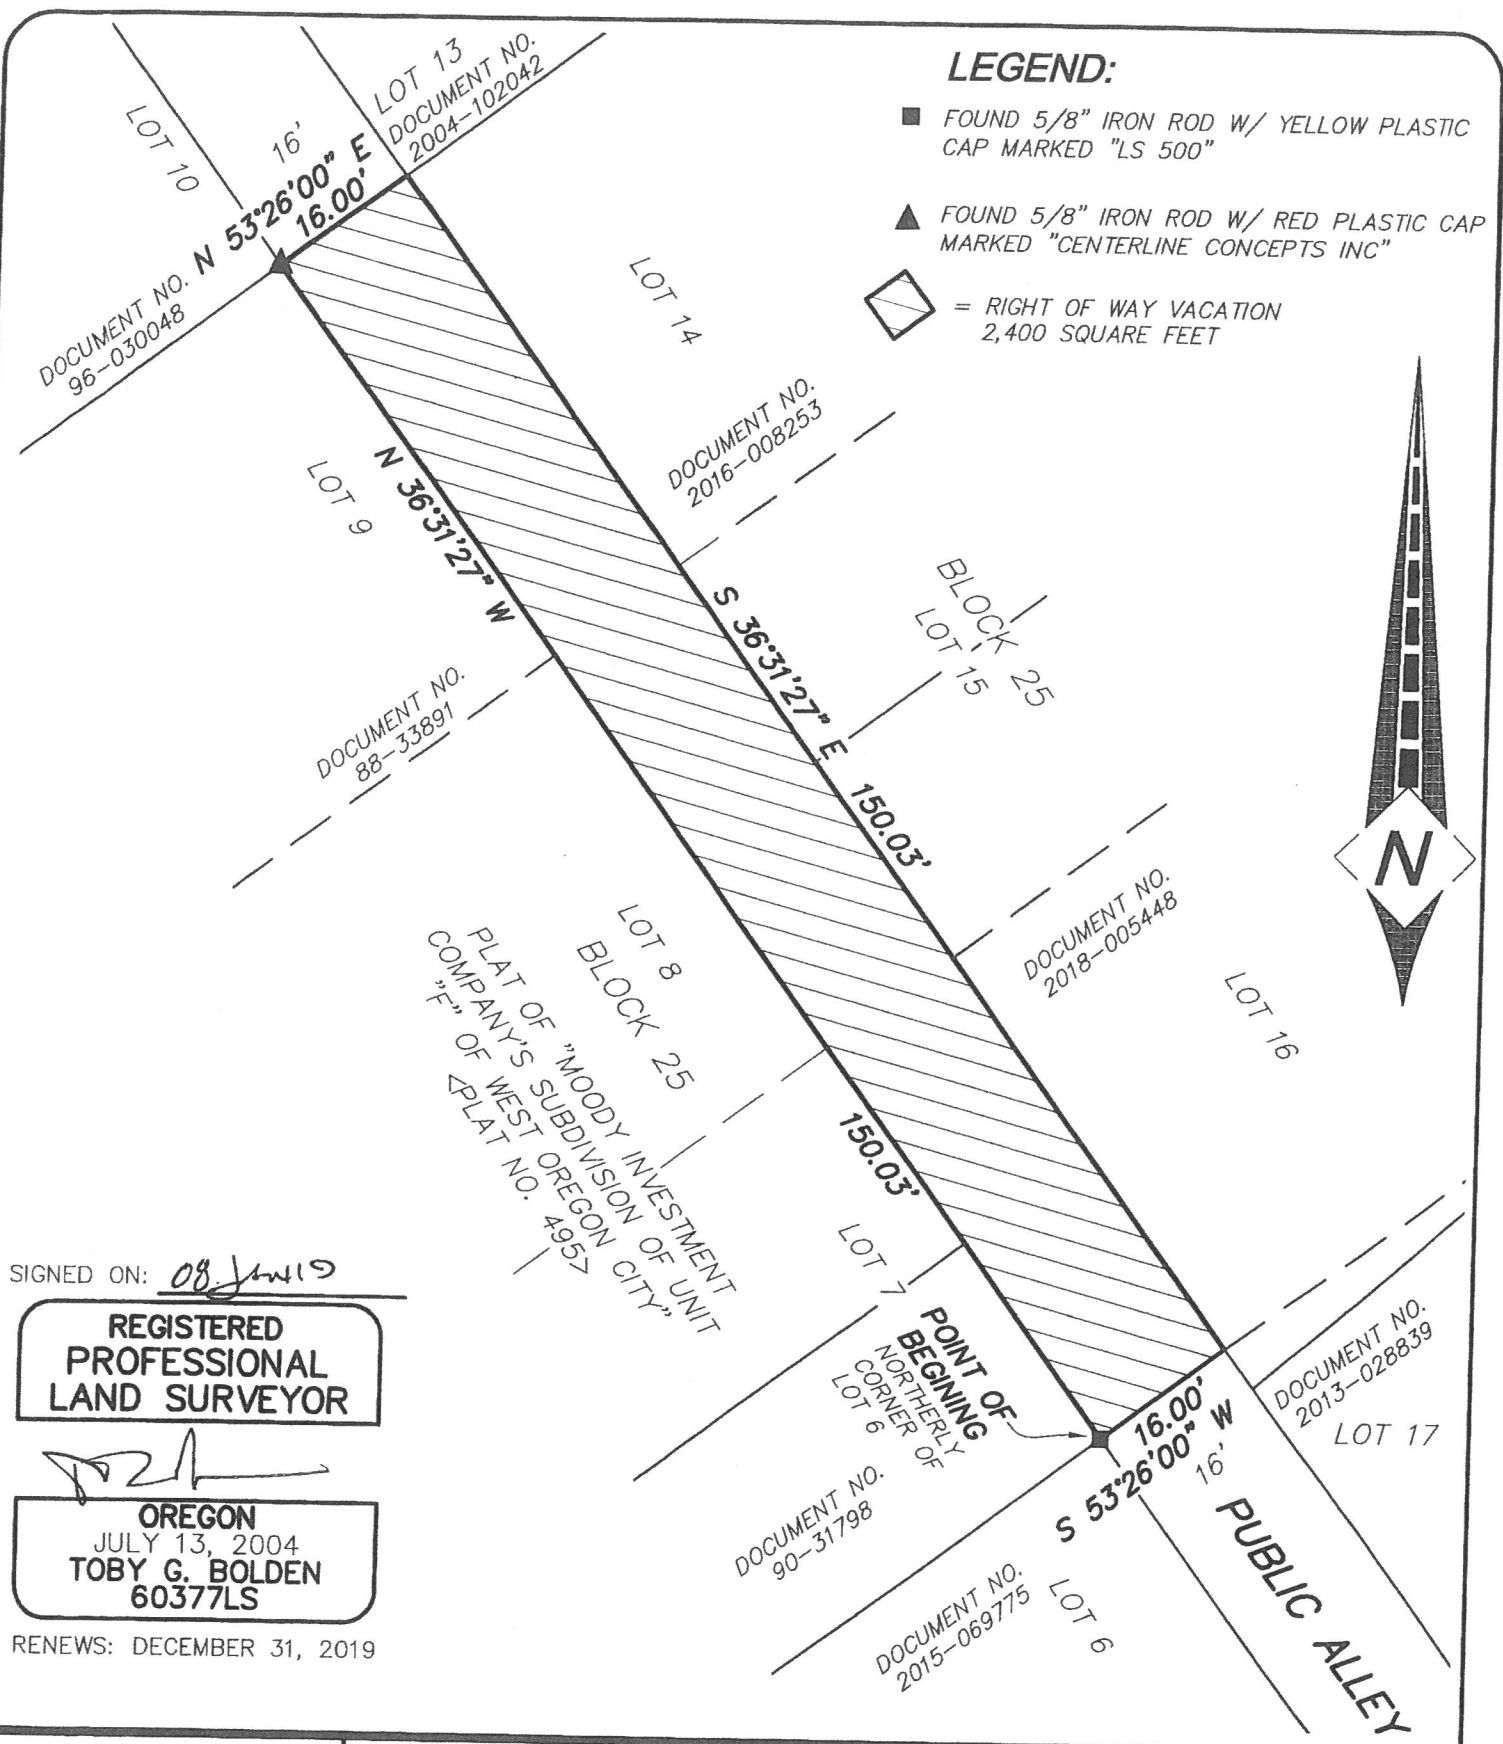 LEGEND:
FOUND 5/8" IRON ROD W/ YELLOW PLASTIC
CAP MARKED "LS 500"
FOUND 5/8" IRON ROD W/ RED PLASTIC CAP
MARKED "CENTERLINE CONCEPTS INC"
= RIGHT OF WAY VACATION
2,400 SQUARE FEET
LOT 10
16'
LOT 13
DOCUMENT NO.
2004-102042
N 53°26'00" E
16.00'
DOCUMENT NO.
96-030048
LOT 14
LOT 9
N 36°31'27" W
DOCUMENT NO.
2016-008253
S 36°31'27" E
150.03'
BLOCK 25
LOT 15
DOCUMENT NO.
88-33891
N
DOCUMENT NO.
2018-005448
LOT 16
LOT 8
BLOCK 25
PLAT OF "MOODY INVESTMENT
COMPANY'S SUBDIVISION OF UNIT
"F" OF WEST OREGON CITY"
<PLAT NO. 495>
150.03'
LOT 7
POINT OF
BEGINING
NORTHERLY
CORNER OF
LOT 6
16.00'
S 53°26'00" W
16'
DOCUMENT NO.
2013-028839
LOT 17
DOCUMENT NO.
90-31798
DOCUMENT NO.
2015-069775
LOT 6
PUBLIC ALLEY
SIGNED ON: 08
REGISTERED
PROFESSIONAL
LAND SURVEYOR
OREGON
JULY 13, 2004
TOBY G. BOLDEN
60377LS
RENEWS: DECEMBER 31, 2019